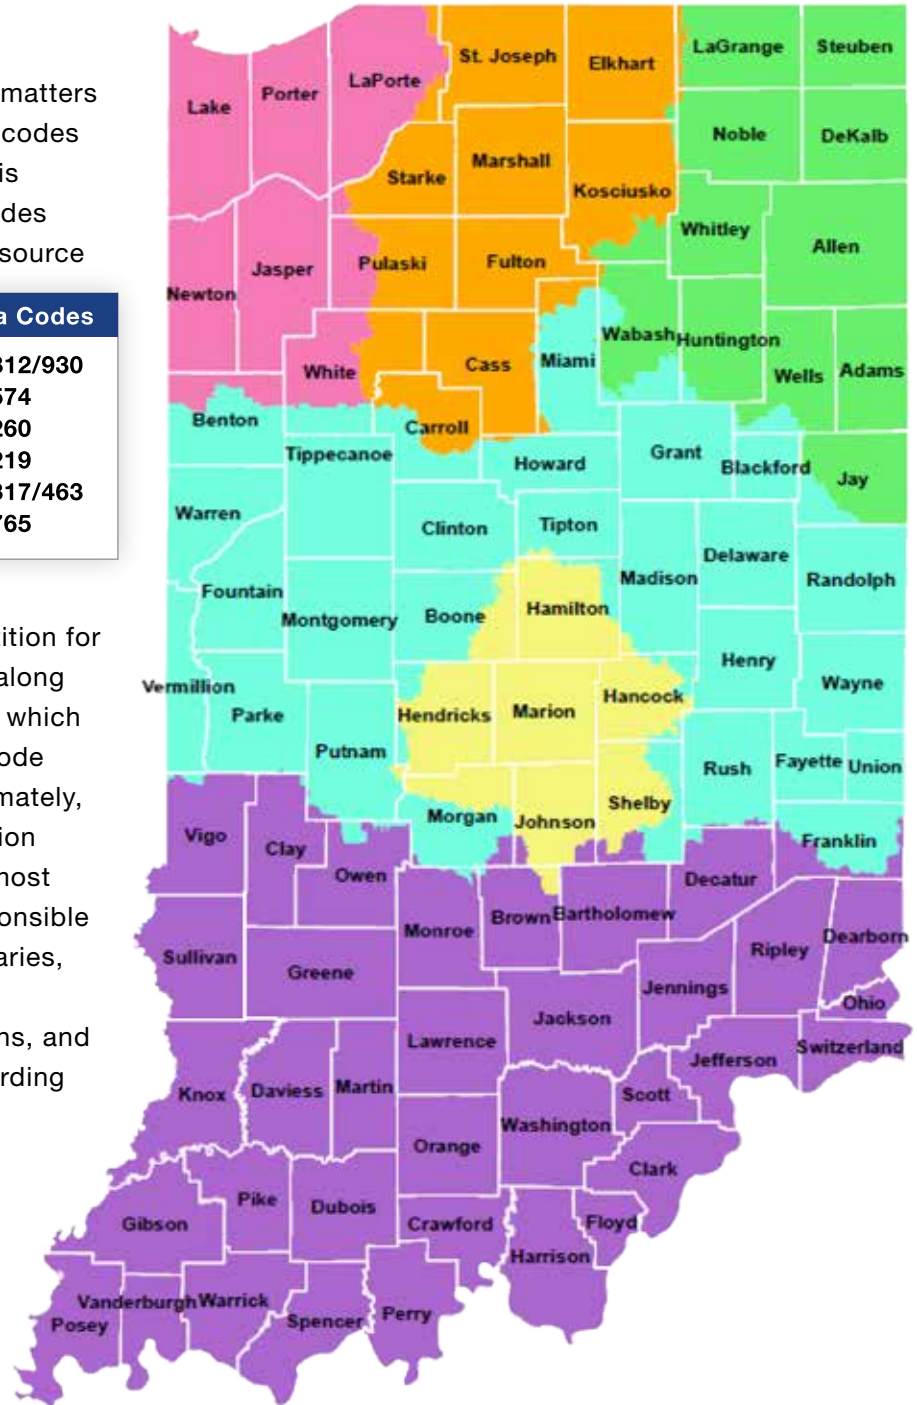 matters
codes
is
des
source
a Codes
312/930
574
260
219
317/463
765
ition for
along
which
ode
mately,
ion
nost
onsible
aries,
ns, and
rding
LaGrange
Steuben
St. Joseph
Elkhart
LaPorte
Porter
Lake
Noble
DeKalb
Marshall
Starke
Kosciusko
Whitley
Allen
Pulaski
Fulton
Jasper
Newton
Wabash
Huntington
Miami
Cass
White
Wells
Adams
Benton
Carroll
Tippecanoe
Howard
Grant
Blackford
Jay
Warren
Clinton
Tipton
Delaware
Madison
Randolph
Fountain
Montgomery
Boone
Hamilton
Henry
Wayne
Vermillion
Parke
Hendricks
Marion
Hancock
Putnam
Rush
Fayette
Union
Morgan
Johnson
Shelby
Vigo
Clay
Franklin
Owen
Decatur
Monroe
Brown
Bartholomew
Sullivan
Greene
Ripley
Dearborn
Jennings
Ohio
Jackson
Lawrence
Switzerland
Jefferson
Knox
Daviess
Martin
Scott
Washington
Orange
Clark
Pike
Dubois
Gibson
Crawford
Floyd
Harrison
Vanderburgh
Warrick
Posey
Spencer
Perry